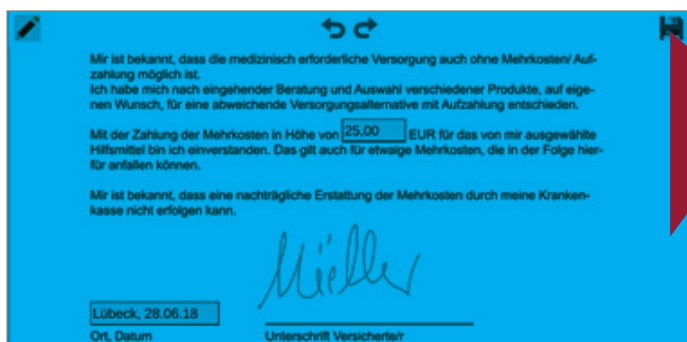 Mir ist bekannt, dass die medizinisch erforderliche Versorgung auch ohne Mehrkosten/ Auf-
zahlung möglich ist.
Ich habe mich nach eingehender Beratung und Auswahl verschiedener Produkte, auf eige-
nen Wunsch, für eine abweichende Versorgungsalternative mit Aufzahlung entschieden.
Mit der Zahlung der Mehrkosten in Höhe von 25,00 EUR für das von mir ausgewählte
Hilfsmittel bin ich einverstanden. Das gilt auch für etwaige Mehrkosten, die in der Folge hier-
für anfallen können.
Mir ist bekannt, dass eine nachträgliche Erstattung der Mehrkosten durch meine Kranken-
kasse nicht erfolgen kann.
Müeller
Lübeck, 28.06.18
Ort, Datum Unterschrift Versicherte/r